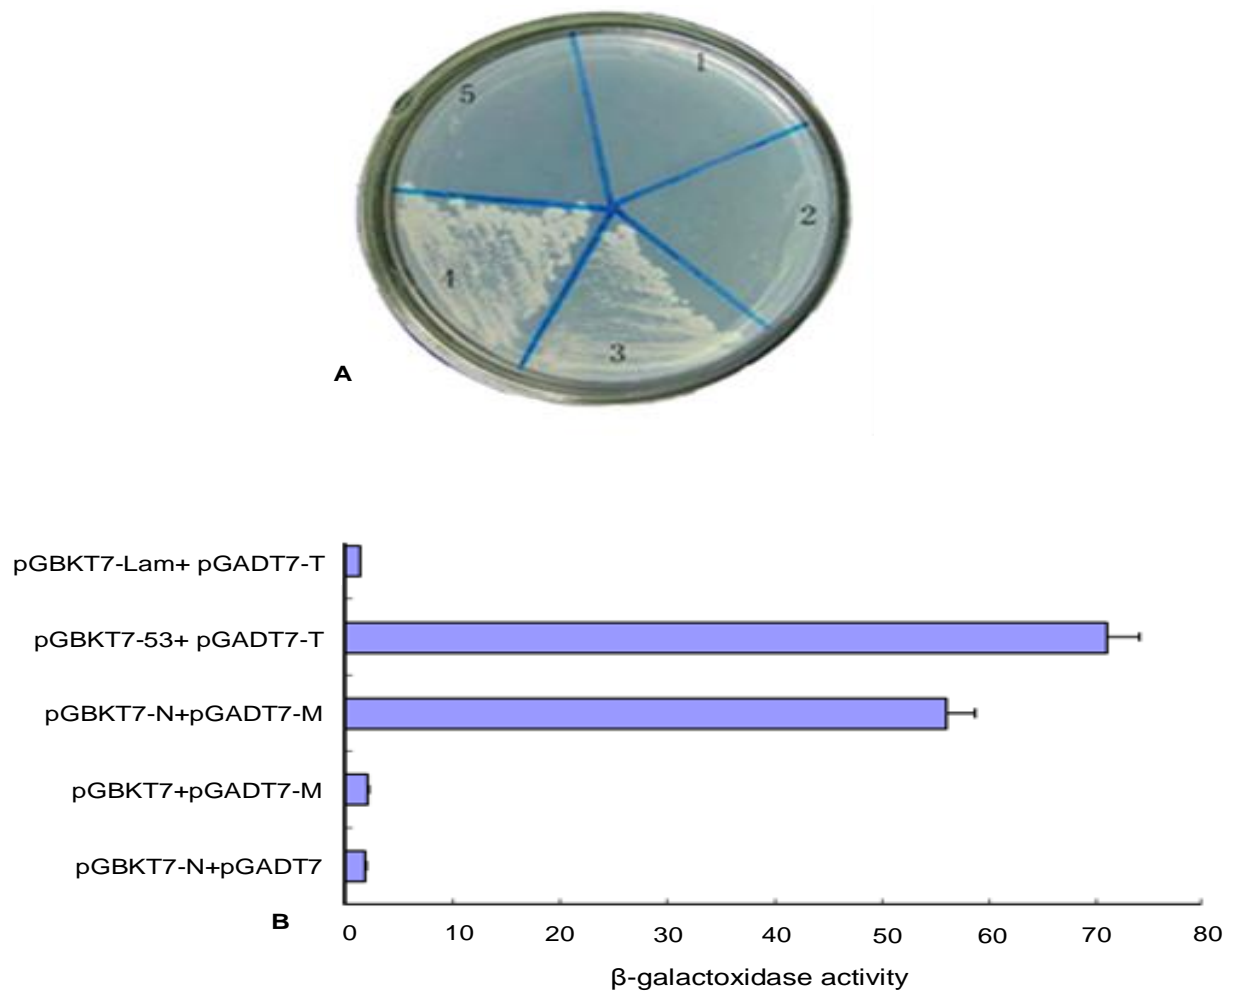 1
5
2
4
3
A
pGBKT7-Lam+ pGADT7-T
pGBKT7-53+ pGADT7-T
pGBKT7-N+pGADT7-M
pGBKT7+pGADT7-M
pGBKT7-N+pGADT7
B
0 10 20 30 40 50 60 70 80
β-galactoxidase activity